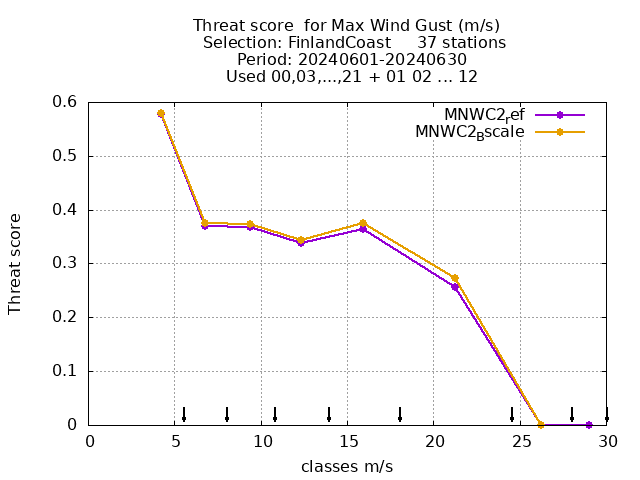 Threat score  for Max Wind Gust (m/s)
Selection: FinlandCoast     37 stations
Period: 20240601-20240630
Used 00,03,...,21 + 01 02 ... 12
MNWC2_ref
MNWC2_Bscale
0.6
0.5
0.4
0.3
0.2
0.1
0
Threat score
0 5 10 15 20 25 30
classes m/s